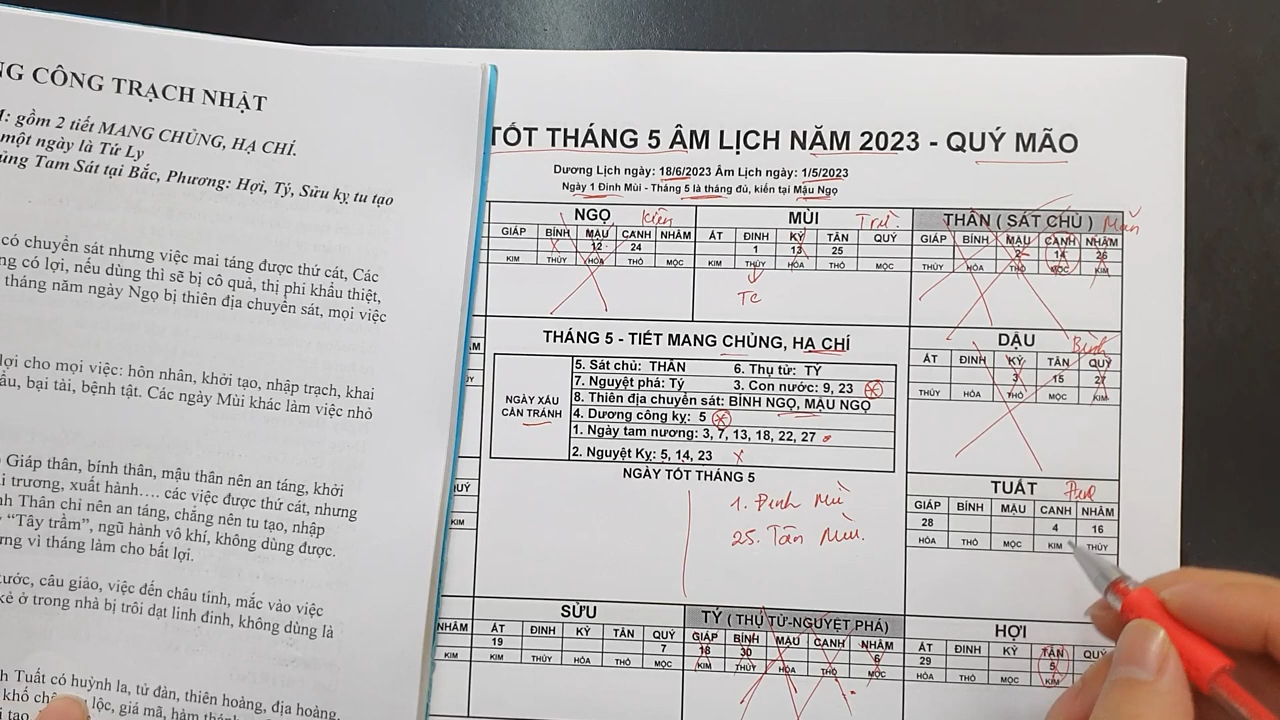 NG CÔNG TRẠCH NHẬT
: gồm 2 tiết MANG CHỦNG, HẠ CHÍ.
một ngày là Tứ Ly
Tam Sát tại Bắc, Phương: Hợi, Tý, Sửu kỵ tu tạo
có chuyển sát nhưng việc mai táng được thứ cát, Các
có lợi, nếu dùng thì sẽ bị cô quả, thị phi khẩu thiệt,
tháng năm ngày Ngọ bị thiên địa chuyển sát, mọi việc
lợi cho mọi việc: hôn nhân, khởi tạo, nhập trạch, khai
bại tài, bệnh tật. Các ngày Mùi khác làm việc nhỏ
Giáp thân, bính thân, mậu thân nên an táng, khởi
trương, xuất hành…. các việc được thứ cát, nhưng
Thân chỉ nên an táng, chẳng nên tu tạo, nhập
“Tây trầm”, ngũ hành vô khí, không dùng được.
vì tháng làm cho bất lợi.
câu giảo, việc đến châu tính, mắc vào việc
kẻ ở trong nhà bị trôi dạt linh đinh, không dùng là
Tuất có huỳnh la, tử đàn, thiên hoàng, địa hoàng,
khố lộc, giá mã,
tạo
TỐT THÁNG 5 ÂM LỊCH NĂM 2023 - QUÝ MÃO
Dương Lịch ngày: 18/6/2023 Âm Lịch ngày: 1/5/2023
Ngày 1 Đinh Mùi - Tháng 5 là tháng đủ, kiến tại Mậu Ngọ
NGỌ Kiến
GIÁP BÍNH MẬU CANH NHÂM
12 24
KIM THỦY HỎA THỔ MỘC
MÙI Trừ
ẤT ĐINH KỶ TÂN QUÝ
1 13 25
KIM THỦY HỎA THỔ MỘC
TC
THÂN ( SÁT CHỦ ) Mãn
GIÁP BÍNH MẬU CANH NHÂM
2 14 26
THỦY HỎA THỔ MỘC KIM
THÁNG 5 - TIẾT MANG CHỦNG, HẠ CHÍ
NGÀY XẤU
CẦN TRÁNH
5. Sát chủ: THÂN 6. Thụ tử: TÝ
7. Nguyệt phá: Tý 3. Con nước: 9, 23
8. Thiên địa chuyển sát: BÍNH NGỌ, MẬU NGỌ
4. Dương công kỵ: 5
1. Ngày tam nương: 3, 7, 13, 18, 22, 27
2. Nguyệt Kỵ: 5, 14, 23 x
NGÀY TỐT THÁNG 5
1. Đinh Mùi
25. Tân Mùi.
DẬU Bình
ẤT ĐINH KỶ TÂN QUÝ
3 15 27
THỦY HỎA THỔ MỘC KIM
TUẤT
GIÁP BÍNH MẬU CANH NHÂM
28 4 16
HỎA THỔ MỘC KIM THỦY
UÝ
KIM
NHÂM
KIM
SỬU
ẤT ĐINH KỶ TÂN QUÝ
19 7
KIM THỦY HỎA THỔ MỘC
TÝ ( THỤ TỬ-NGUYỆT PHÁ)
GIÁP BÍNH MẬU CANH NHÂM
18 30 6
KIM THỦY HỎA THỔ MỘC
HỢI
ẤT ĐINH KỶ TÂN QUÝ
29 5
HỎA THỔ MỘC KIM